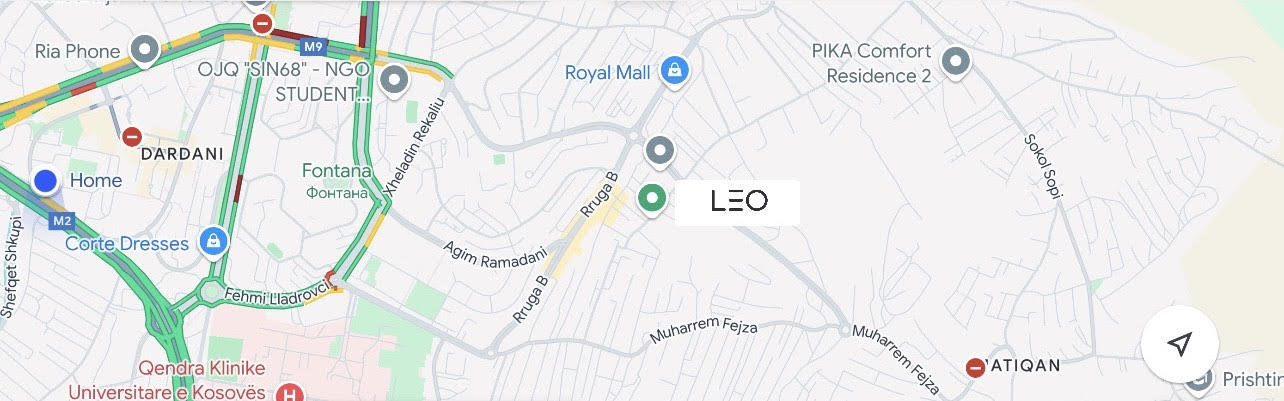 Ria Phone
M9
OJQ "SIN68" - NGO
STUDENT...
Royal Mall
PIKA Comfort
Residence 2
DARDANI
Xheladin Rekaliu
Sokol Sopi
Fontana
Фонтана
Home
Rruga B
LEO
M2
Shefqet Shkupi
Corte Dresses
Agim Ramadani
Fehmi Lladrovci
Rruga B
Muharrem Fejza
Muharrem Fejza
ATIQAN
Qendra Klinike
Universitare e Kosovës
H
Prishtin